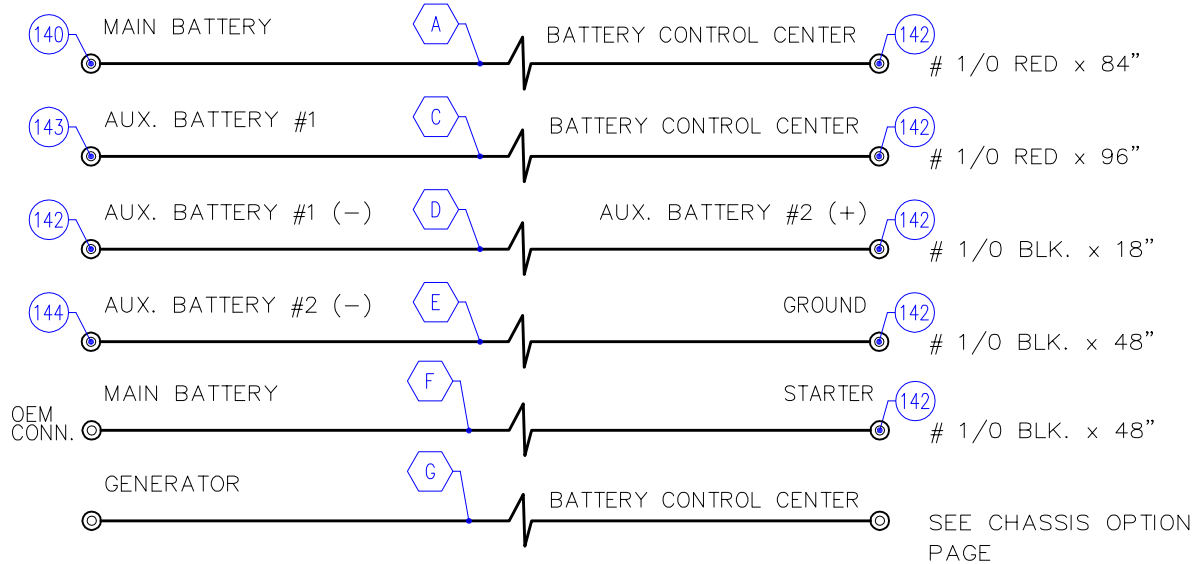 140 MAIN BATTERY A BATTERY CONTROL CENTER 142 # 1/0 RED x 84”
143 AUX. BATTERY #1 C BATTERY CONTROL CENTER 142 # 1/0 RED x 96”
142 AUX. BATTERY #1 (−) D AUX. BATTERY #2 (+) 142 # 1/0 BLK. x 18”
144 AUX. BATTERY #2 (−) E GROUND 142 # 1/0 BLK. x 48”
OEM
CONN.
MAIN BATTERY F STARTER 142 # 1/0 BLK. x 48”
GENERATOR G BATTERY CONTROL CENTER
SEE CHASSIS OPTION
PAGE